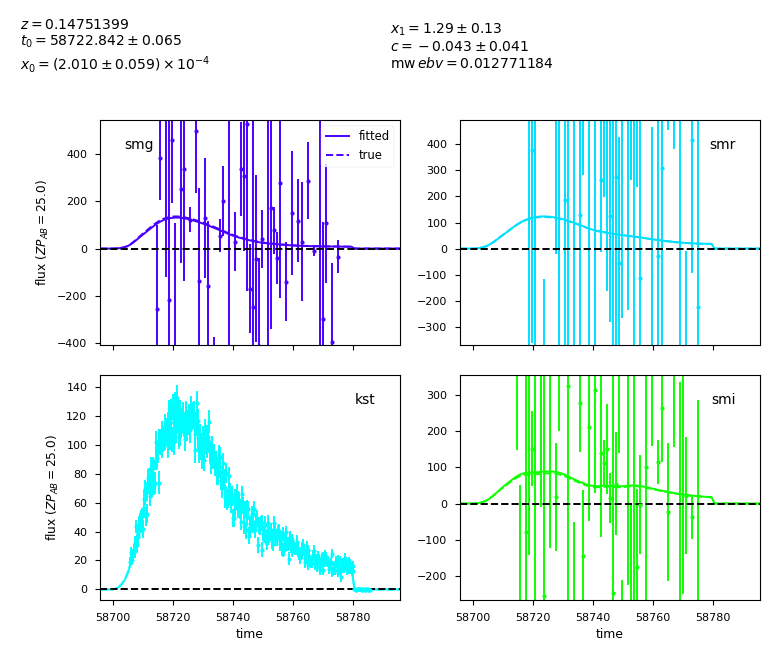 z = 0.14751399
t₀ = 58722.842 ± 0.065
x₀ = (2.010 ± 0.059) × 10⁻⁴
x₁ = 1.29 ± 0.13
c = −0.043 ± 0.041
mw ebv = 0.012771184
smg
fitted
true
400
200
0
−200
−400
flux (ZP_AB = 25.0)
smr
400
300
200
100
0
−100
−200
−300
kst
140
120
100
80
60
40
20
0
flux (ZP_AB = 25.0)
58700 58720 58740 58760 58780
time
smi
300
200
100
0
−100
−200
58700 58720 58740 58760 58780
time